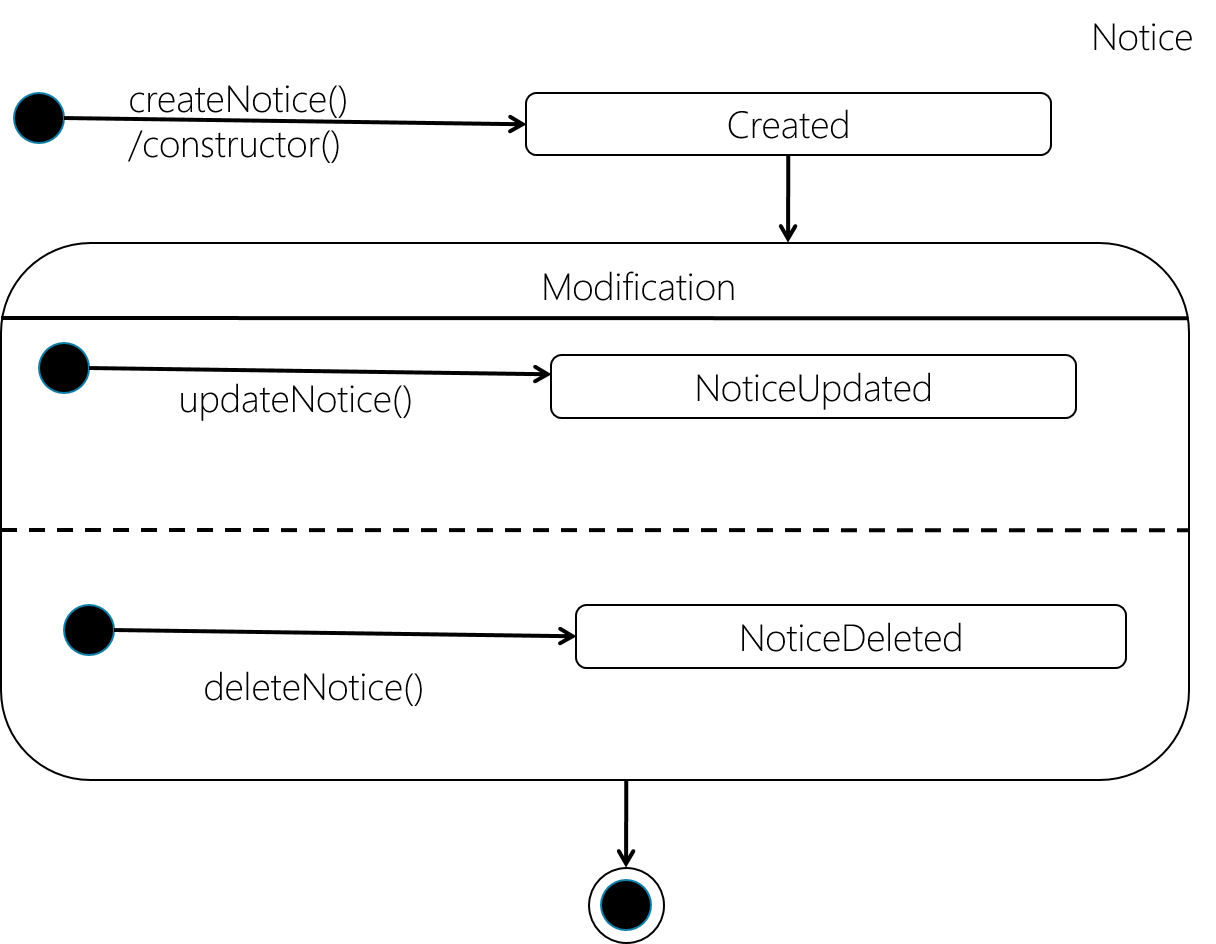 Notice
createNotice()
/constructor()
Created
Modification
updateNotice()
NoticeUpdated
deleteNotice()
NoticeDeleted